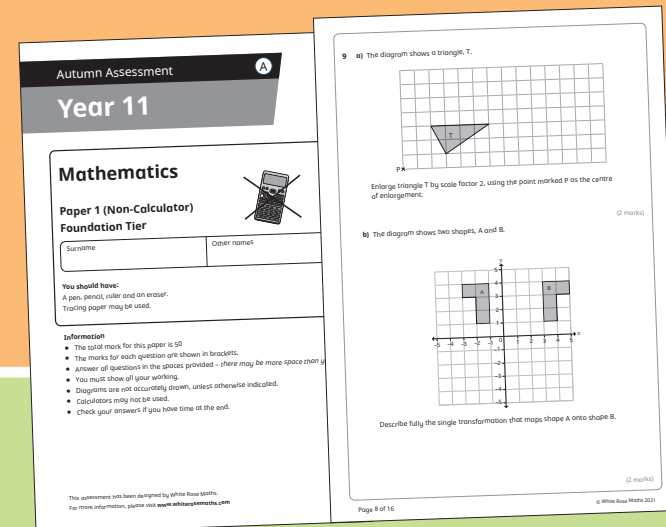 Autumn Assessment
A
Year 11
Mathematics
Paper 1 (Non-Calculator)
Foundation Tier
Surname
Other names
You should have:
A pen, pencil, ruler and an eraser.
Tracing paper may be used.
Information
• The total mark for this paper is 50
• The marks for each question are shown in brackets.
• Answer all questions in the spaces provided – there may be more space than y
• You must show all your working.
• Diagrams are not accurately drawn, unless otherwise indicated.
• Calculators may not be used.
• Check your answers if you have time at the end.
This assessment has been designed by White Rose Maths.
For more information, please visit www.whiterosemaths.com
9 a) The diagram shows a triangle, T.
T
P×
Enlarge triangle T by scale factor 2, using the point marked P as the centre
of enlargement.
(2 marks)
b) The diagram shows two shapes, A and B.
y
5
4
A
B
3
2
1
–5 –4 –3 –2 –1 0 1 2 3 4 5 x
–1
–2
–3
–4
–5
Describe fully the single transformation that maps shape A onto shape B.
(2 marks)
Page 8 of 16
© White Rose Maths 2021